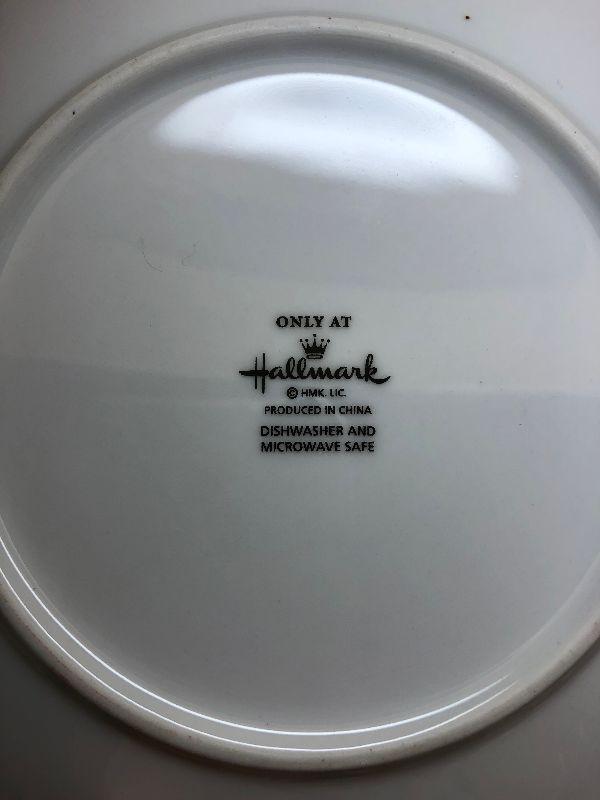 ONLY AT
Hallmark
© HMK. LIC.
PRODUCED IN CHINA
DISHWASHER AND
MICROWAVE SAFE